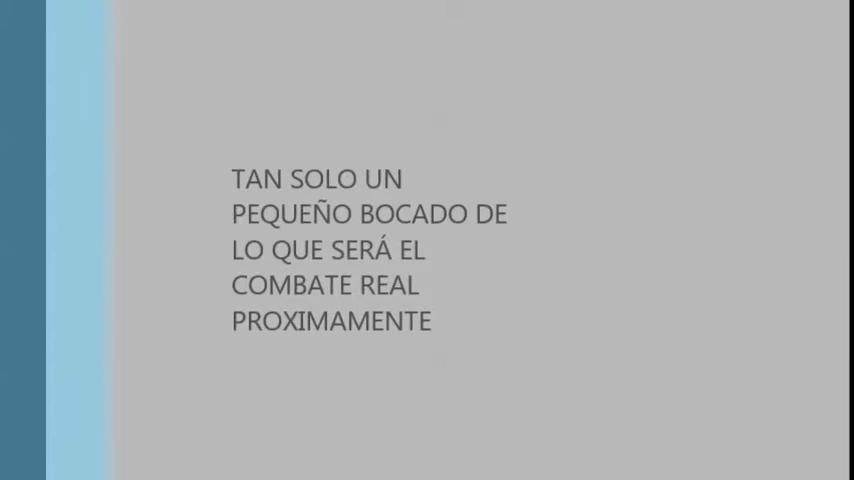 TAN SOLO UN
PEQUEÑO BOCADO DE
LO QUE SERÁ EL
COMBATE REAL
PROXIMAMENTE